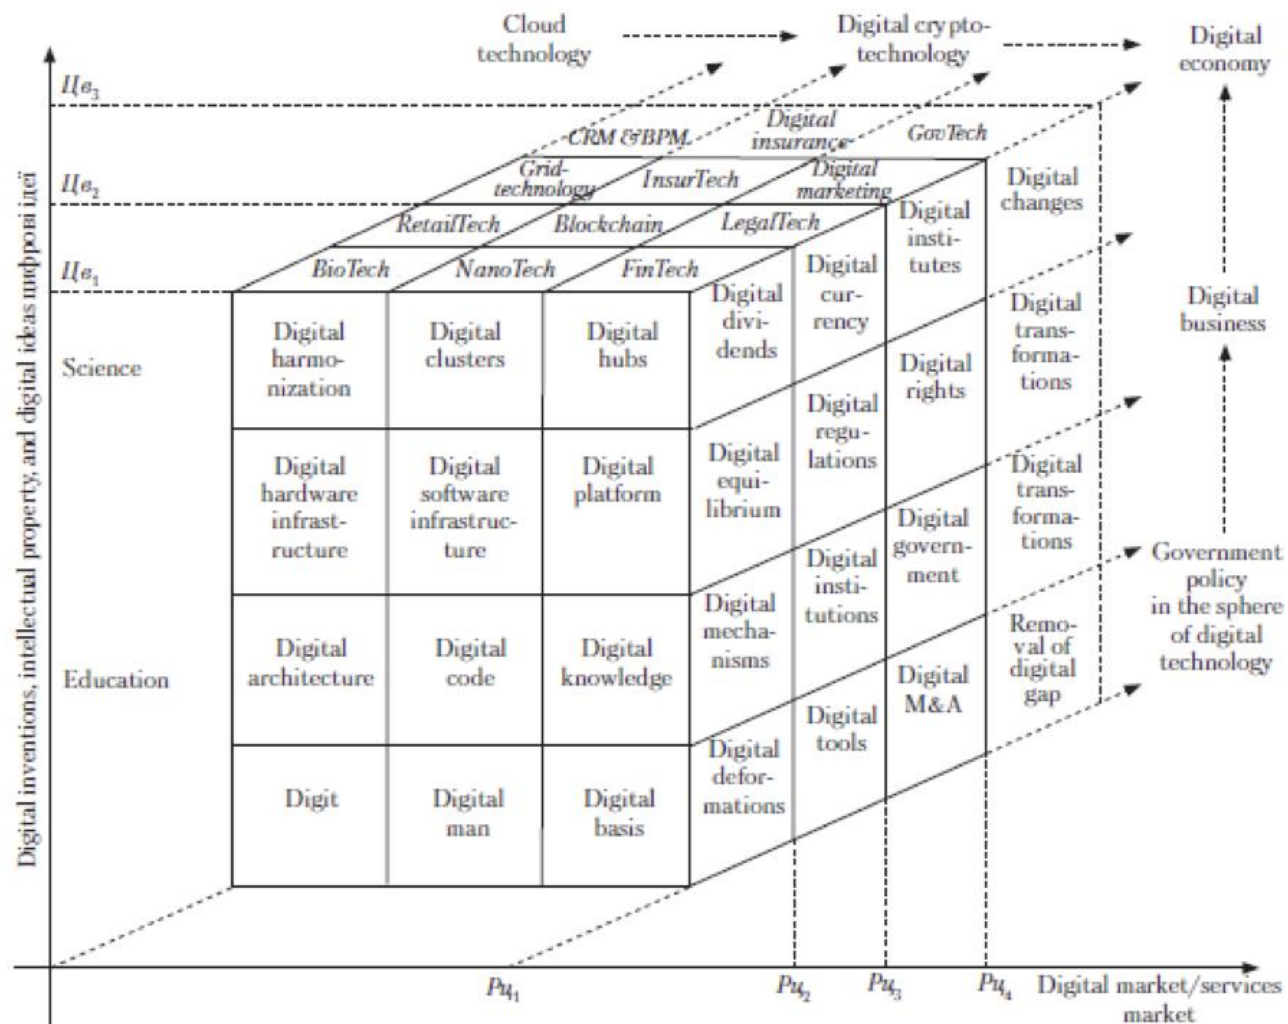 Cloud
technology
Digital crypto-
technology
Digital
economy
Це₃
CRM & BPM
Digital
insurance
GovTech
Це₂
Grid-
technology
InsurTech
Digital
marketing
Digital
changes
RetailTech
Blockchain
LegalTech
Digital
insti-
tutes
Це₁
BioTech
NanoTech
FinTech
Digital
divi-
dends
Digital
cur-
rency
Digital inventions, intellectual property, and digital ideas цифрові ідеї
Science
Digital
harmo-
nization
Digital
clusters
Digital
hubs
Digital
rights
Digital
trans-
forma-
tions
Digital
business
Digital
hardware
infrast-
ructure
Digital
software
infrastruc-
ture
Digital
platform
Digital
equi-
librium
Digital
regu-
lations
Digital
govern-
ment
Digital
trans-
forma-
tions
Government
policy
in the sphere
of digital
technology
Education
Digital
architecture
Digital
code
Digital
knowledge
Digital
mecha-
nisms
Digital
insti-
tutions
Digital
M&A
Remo-
val of
digital
gap
Digit
Digital
man
Digital
basis
Digital
defor-
mations
Digital
tools
Рц₁
Рц₂
Рц₃
Рц₄
Digital market/services
market